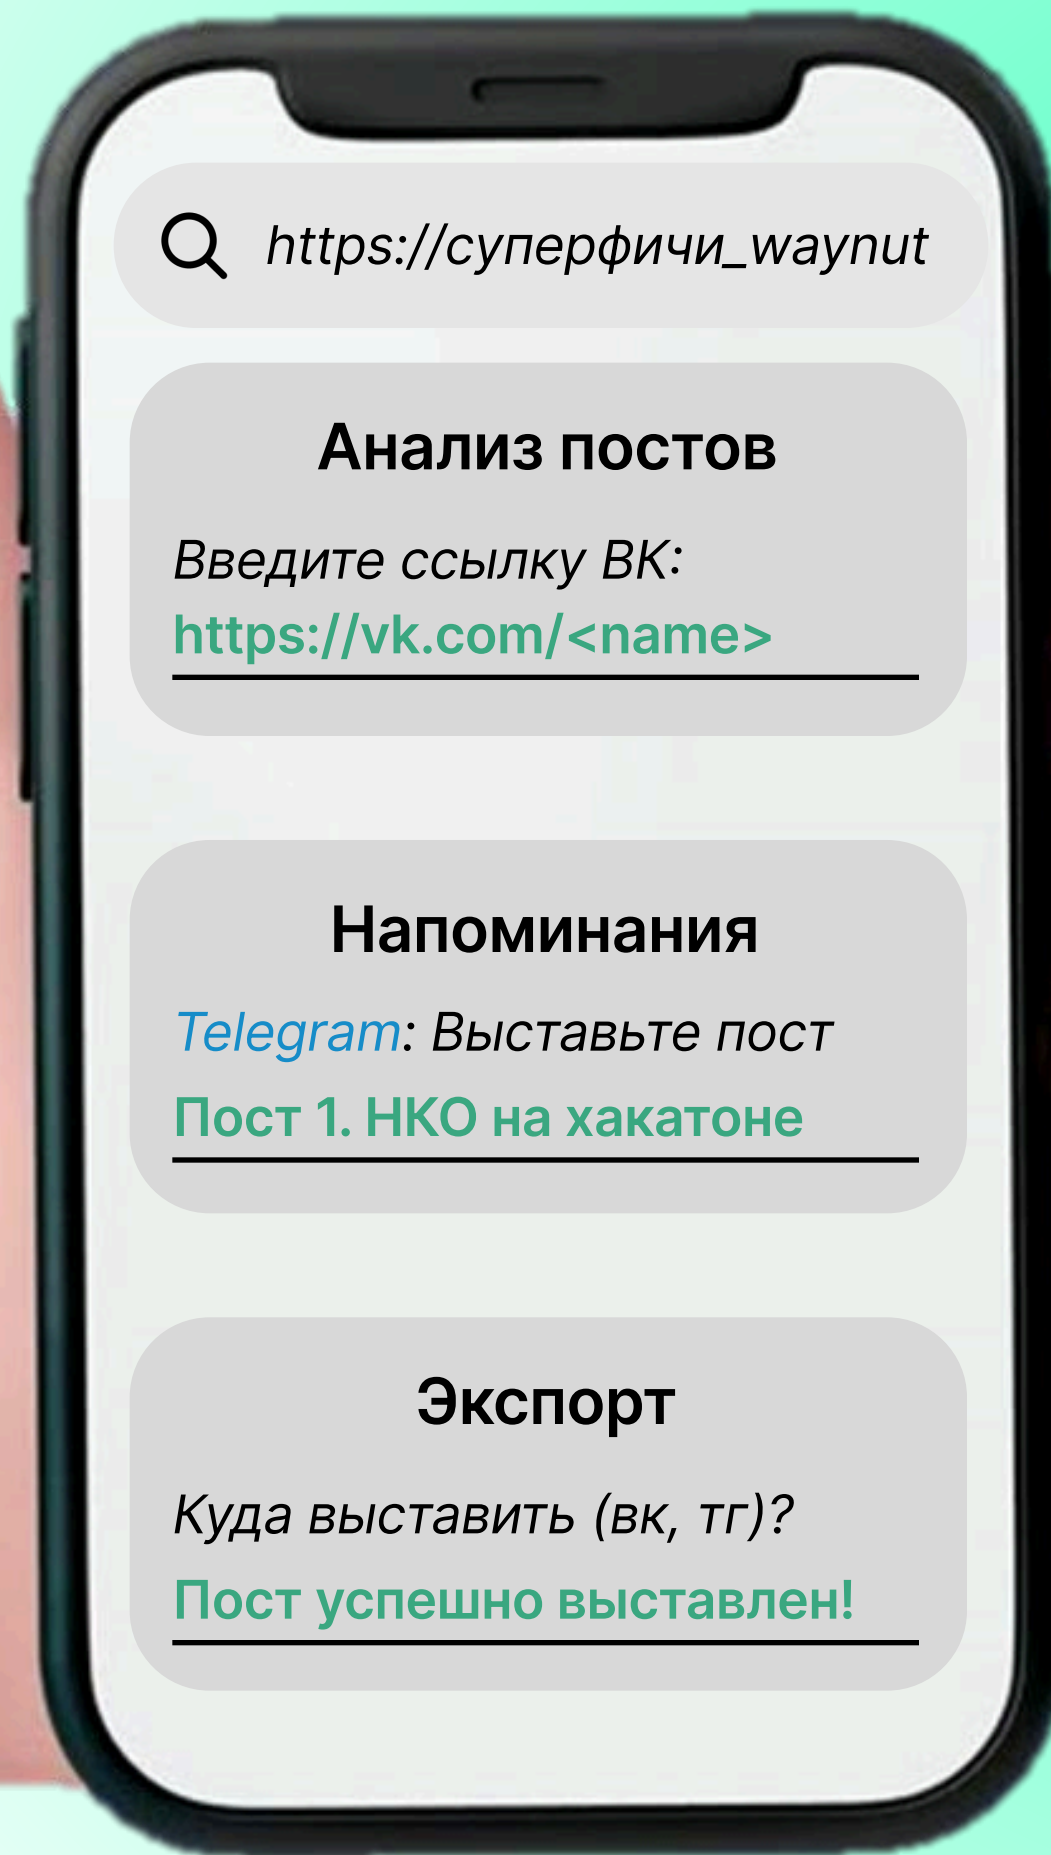 https://суперфичи_waynut
Анализ постов
Введите ссылку ВК:
https://vk.com/<name>
Напоминания
Telegram: Выставьте пост
Пост 1. НКО на хакатоне
Экспорт
Куда выставить (вк, тг)?
Пост успешно выставлен!